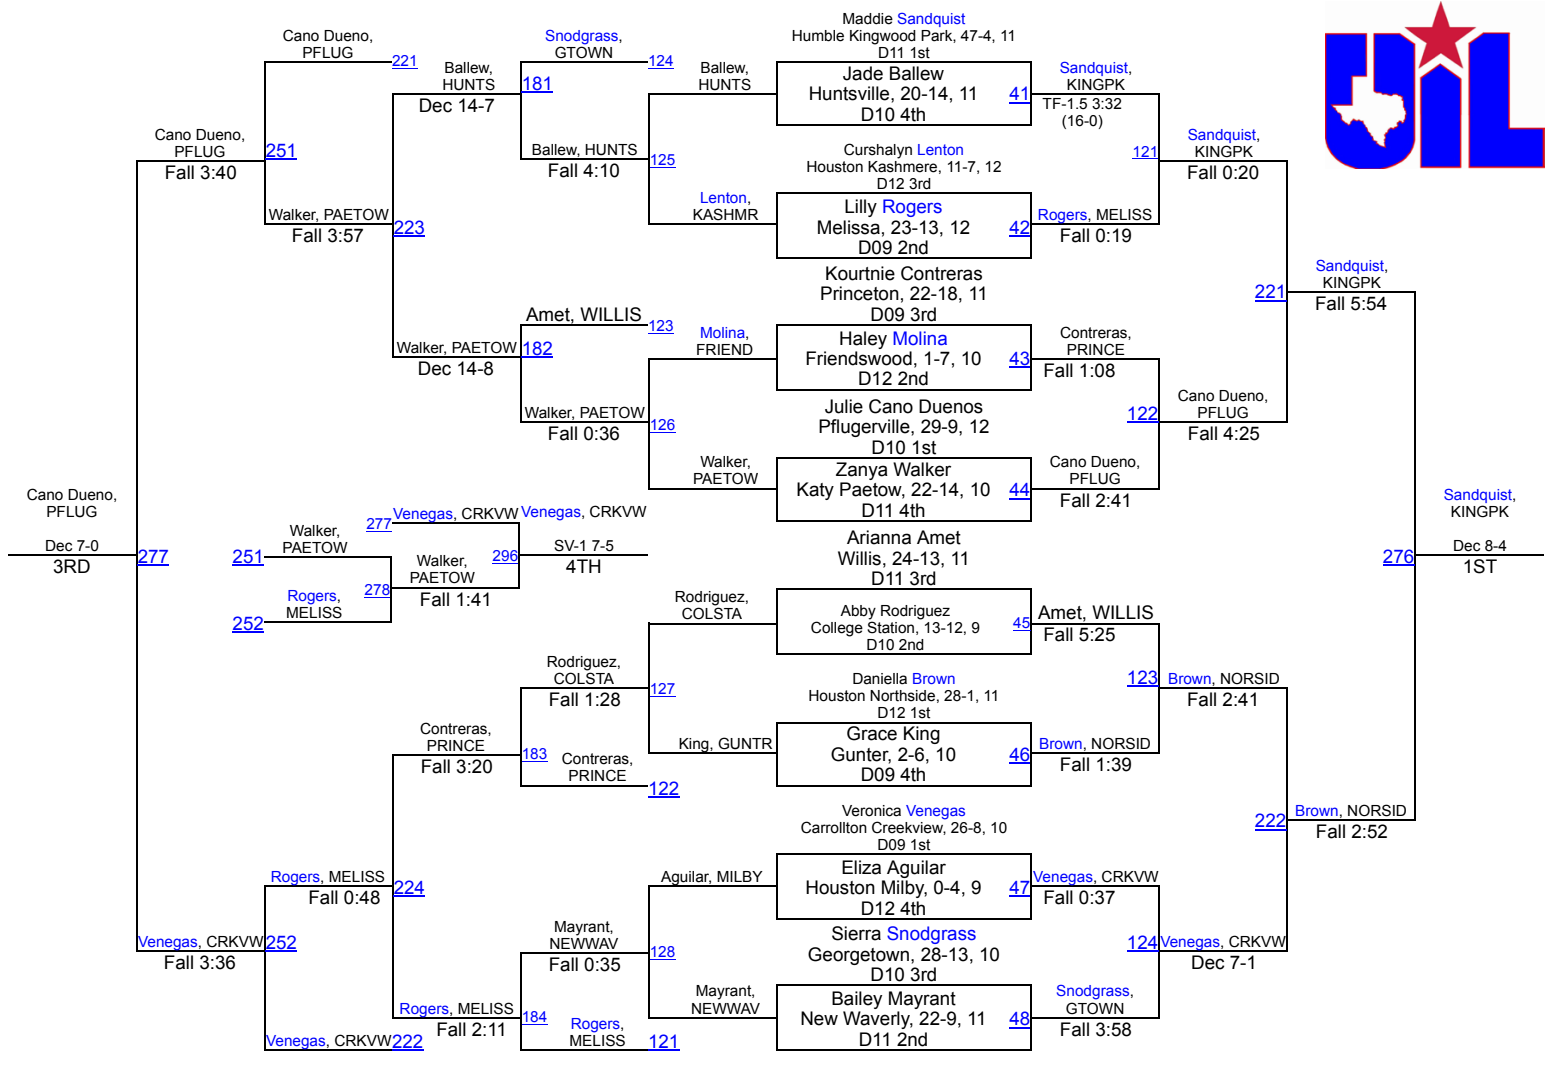 Cano Dueno,
PFLUG
221
Ballew,
HUNTS
Dec 14-7
Snodgrass,
GTOWN
124
181
Ballew,
HUNTS
Maddie Sandquist
Humble Kingwood Park, 47-4, 11
D11 1st
Jade Ballew
Huntsville, 20-14, 11
D10 4th
41
Sandquist,
KINGPK
TF-1.5 3:32
(16-0)
UIL
Cano Dueno,
PFLUG
Fall 3:40
251
Ballew, HUNTS
Fall 4:10
125
Curshalyn Lenton
Houston Kashmere, 11-7, 12
D12 3rd
121
Sandquist,
KINGPK
Fall 0:20
Walker, PAETOW
Fall 3:57
223
Lenton,
KASHMR
Lilly Rogers
Melissa, 23-13, 12
D09 2nd
42
Rogers, MELISS
Fall 0:19
Kourtnie Contreras
Princeton, 22-18, 11
D09 3rd
221
Sandquist,
KINGPK
Fall 5:54
Amet, WILLIS
123
Walker, PAETOW
Dec 14-8
182
Molina,
FRIEND
Haley Molina
Friendswood, 1-7, 10
D12 2nd
43
Contreras,
PRINCE
Fall 1:08
Walker, PAETOW
Fall 0:36
126
Julie Cano Duenos
Pflugerville, 29-9, 12
D10 1st
122
Cano Dueno,
PFLUG
Fall 4:25
Walker,
PAETOW
Zanya Walker
Katy Paetow, 22-14, 10
D11 4th
44
Cano Dueno,
PFLUG
Fall 2:41
Cano Dueno,
PFLUG
Dec 7-0
3RD
277
Walker,
PAETOW
251
Rogers,
MELISS
252
277
Venegas, CRKVW
278
Walker,
PAETOW
Fall 1:41
296
Venegas, CRKVW
SV-1 7-5
4TH
Arianna Amet
Willis, 24-13, 11
D11 3rd
276
Sandquist,
KINGPK
Dec 8-4
1ST
Rodriguez,
COLSTA
Abby Rodriguez
College Station, 13-12, 9
D10 2nd
45
Amet, WILLIS
Fall 5:25
Rodriguez,
COLSTA
Fall 1:28
127
Daniella Brown
Houston Northside, 28-1, 11
D12 1st
123
Brown, NORSID
Fall 2:41
Contreras,
PRINCE
Fall 3:20
183
Contreras,
PRINCE
122
King, GUNTR
Grace King
Gunter, 2-6, 10
D09 4th
46
Brown, NORSID
Fall 1:39
Veronica Venegas
Carrollton Creekview, 26-8, 10
D09 1st
222
Brown, NORSID
Fall 2:52
Rogers, MELISS
Fall 0:48
224
Aguilar, MILBY
Eliza Aguilar
Houston Milby, 0-4, 9
D12 4th
47
Venegas, CRKVW
Fall 0:37
Venegas, CRKVW
Fall 3:36
252
Mayrant,
NEWWAV
Fall 0:35
128
Sierra Snodgrass
Georgetown, 28-13, 10
D10 3rd
124
Venegas, CRKVW
Dec 7-1
Rogers, MELISS
Fall 2:11
184
Rogers,
MELISS
121
Mayrant,
NEWWAV
Bailey Mayrant
New Waverly, 22-9, 11
D11 2nd
48
Snodgrass,
GTOWN
Fall 3:58
Venegas, CRKVW
222